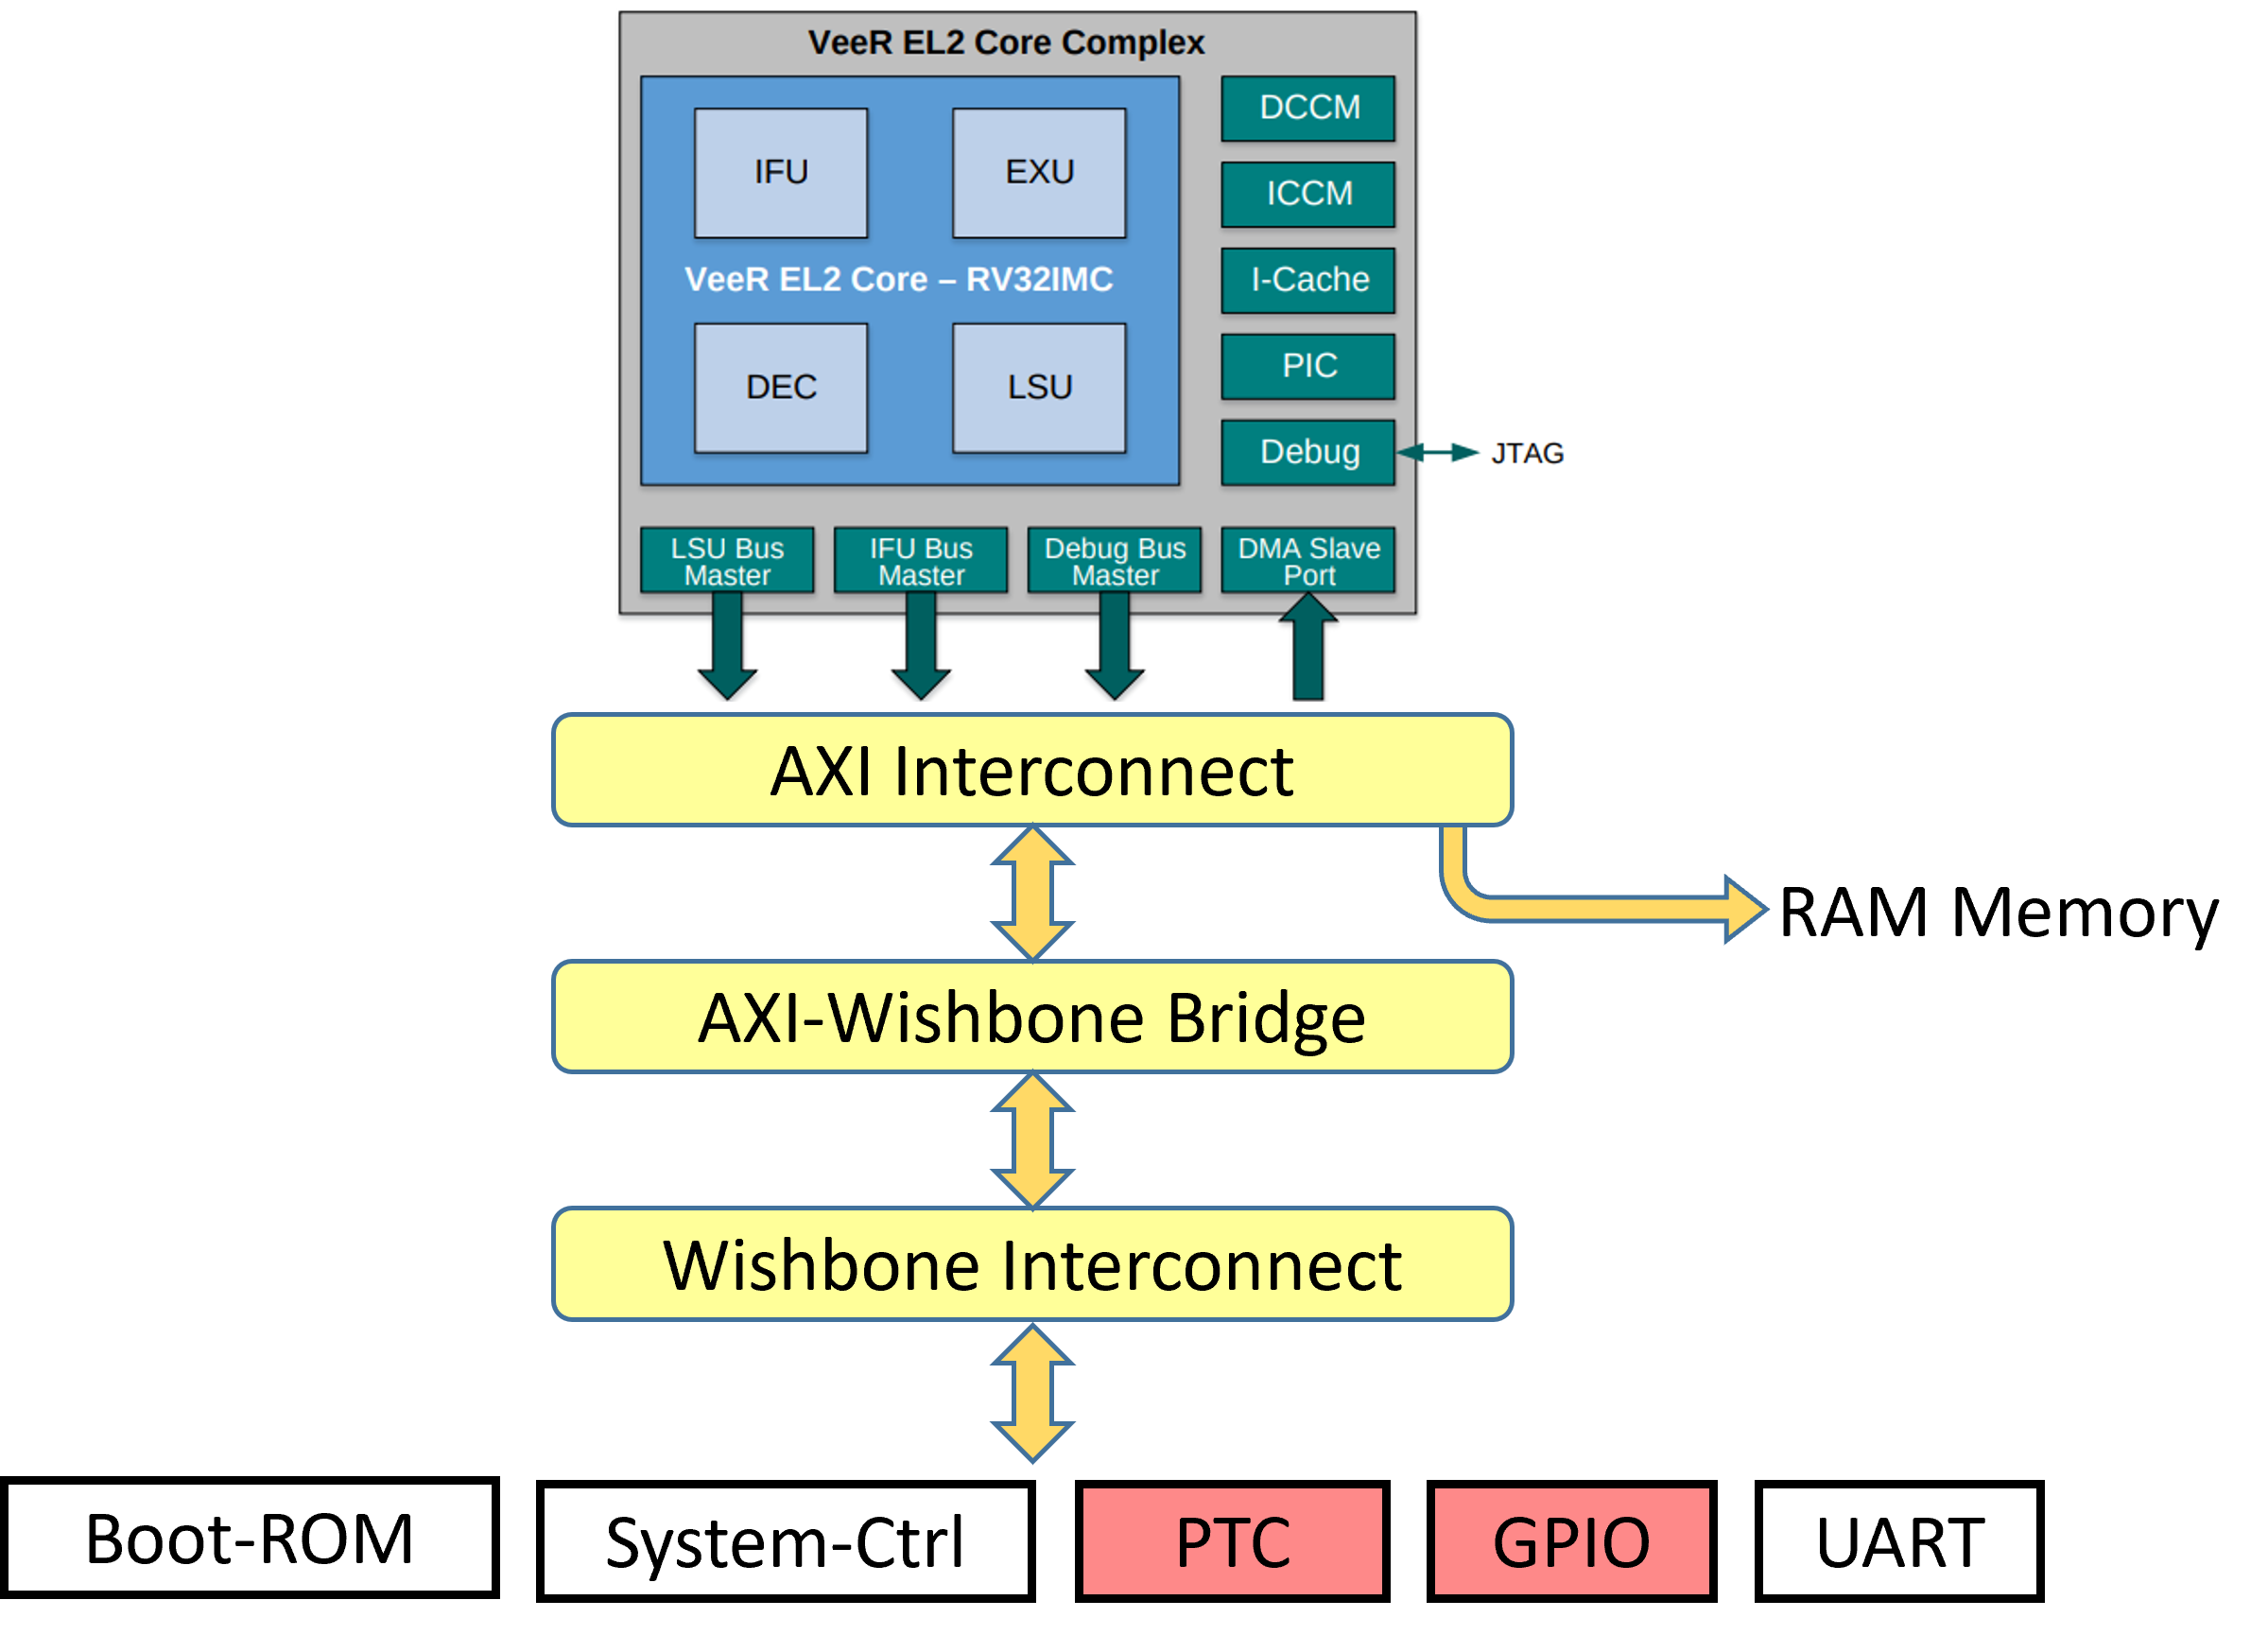 VeeR EL2 Core Complex
IFU
EXU
VeeR EL2 Core – RV32IMC
DEC
LSU
DCCM
ICCM
I-Cache
PIC
Debug
JTAG
LSU Bus
Master
IFU Bus
Master
Debug Bus
Master
DMA Slave
Port
AXI Interconnect
RAM Memory
AXI-Wishbone Bridge
Wishbone Interconnect
Boot-ROM
System-Ctrl
PTC
GPIO
UART